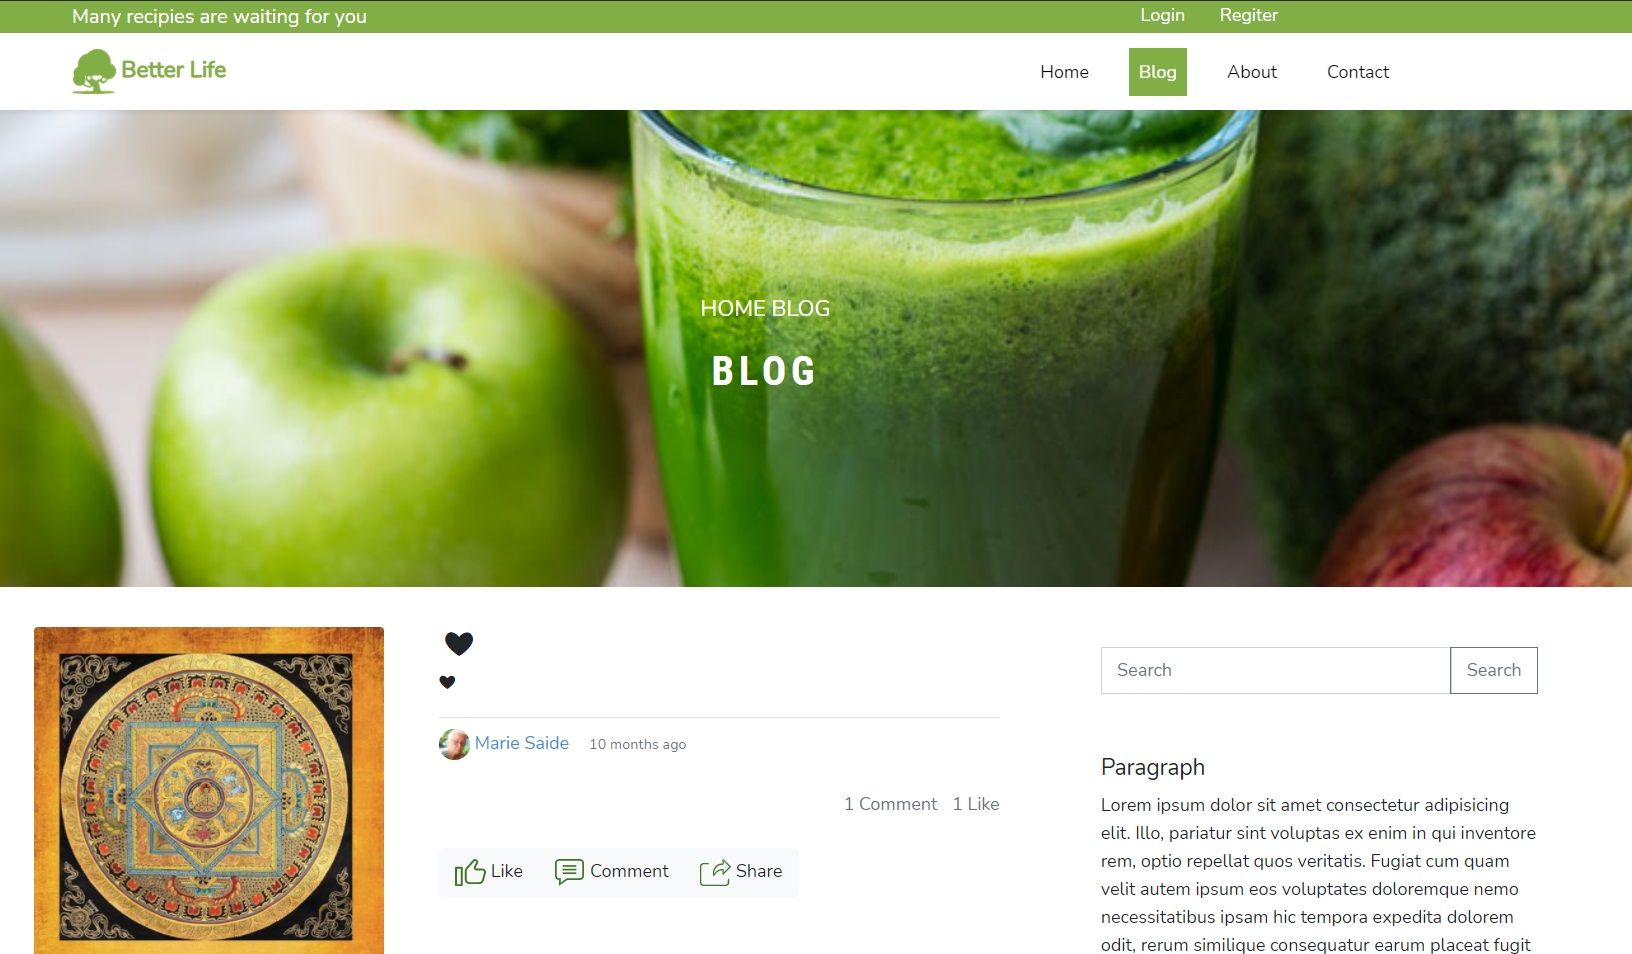 Many recipies are waiting for you
Login Regiter
Better Life
Home Blog About Contact
HOME BLOG
BLOG
Search Search
Marie Saide 10 months ago
1 Comment 1 Like
Like Comment Share
Paragraph
Lorem ipsum dolor sit amet consectetur adipisicing
elit. Illo, pariatur sint voluptas ex enim in qui inventore
rem, optio repellat quos veritatis. Fugiat cum quam
velit autem ipsum eos voluptates doloremque nemo
necessitatibus ipsam hic tempora expedita dolorem
odit, rerum similique consequatur earum placeat fugit